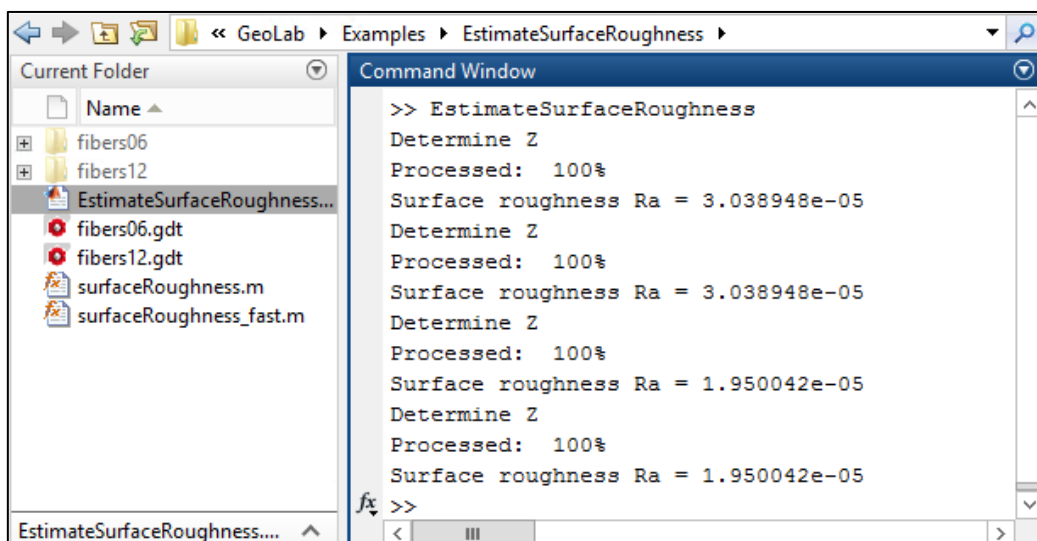 « GeoLab ▸ Examples ▸ EstimateSurfaceRoughness ▸
Current Folder
Name
fibers06
fibers12
EstimateSurfaceRoughness...
fibers06.gdt
fibers12.gdt
surfaceRoughness.m
surfaceRoughness_fast.m
EstimateSurfaceRoughness....
Command Window
>> EstimateSurfaceRoughness
Determine Z
Processed:  100%
Surface roughness Ra = 3.038948e-05
Determine Z
Processed:  100%
Surface roughness Ra = 3.038948e-05
Determine Z
Processed:  100%
Surface roughness Ra = 1.950042e-05
Determine Z
Processed:  100%
Surface roughness Ra = 1.950042e-05
fx >>